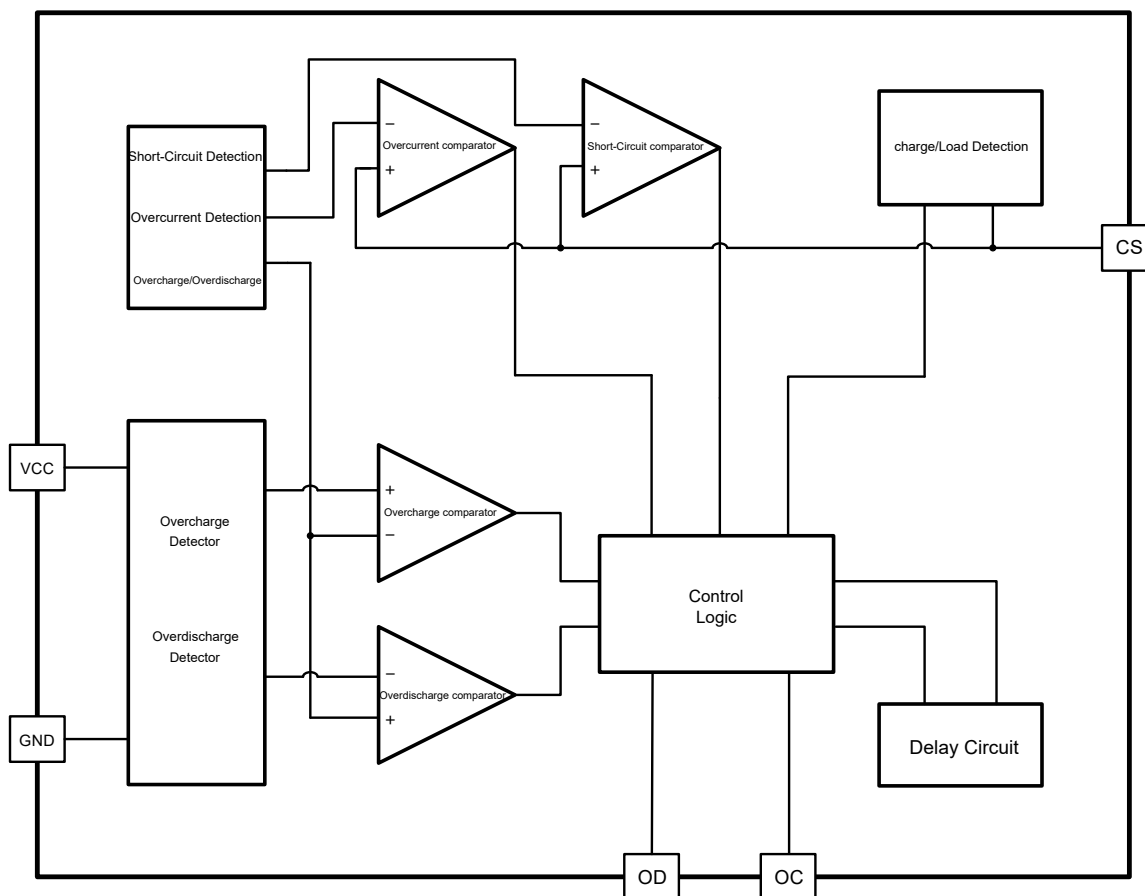 Short-Circuit Detection
Overcurrent Detection
Overcharge/Overdischarge
−
Overcurrent comparator
+
−
Short-Circuit comparator
+
charge/Load Detection
CS
VCC
GND
Overcharge
Detector
Overdischarge
Detector
+
Overcharge comparator
−
−
Overdischarge comparator
+
Control
Logic
Delay Circuit
OD
OC